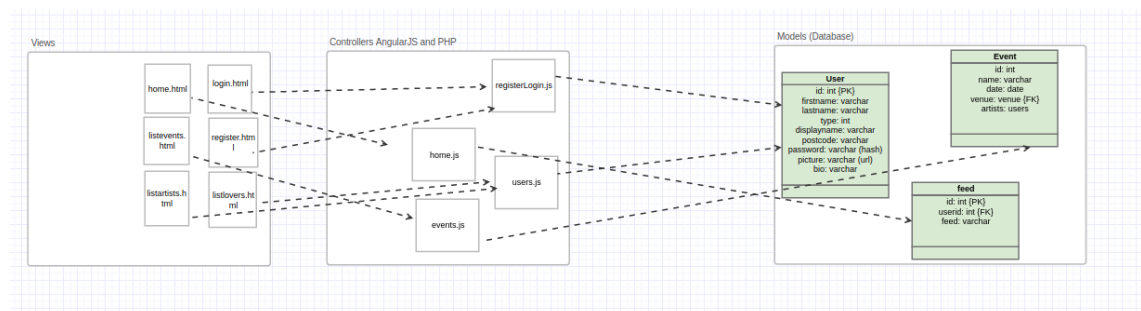 Views
home.html
login.html
listevents.
html
register.htm
l
listartists.h
tml
listlovers.ht
ml
Controllers AngularJS and PHP
registerLogin.js
home.js
users.js
events.js
Models (Database)
User
id: int {PK}
firstname: varchar
lastname: varchar
type: int
displayname: varchar
postcode: varchar
password: varchar (hash)
picture: varchar (url)
bio: varchar
Event
id: int
name: varchar
date: date
venue: venue {FK}
artists: users
feed
id: int {PK}
userid: int {FK}
feed: varchar